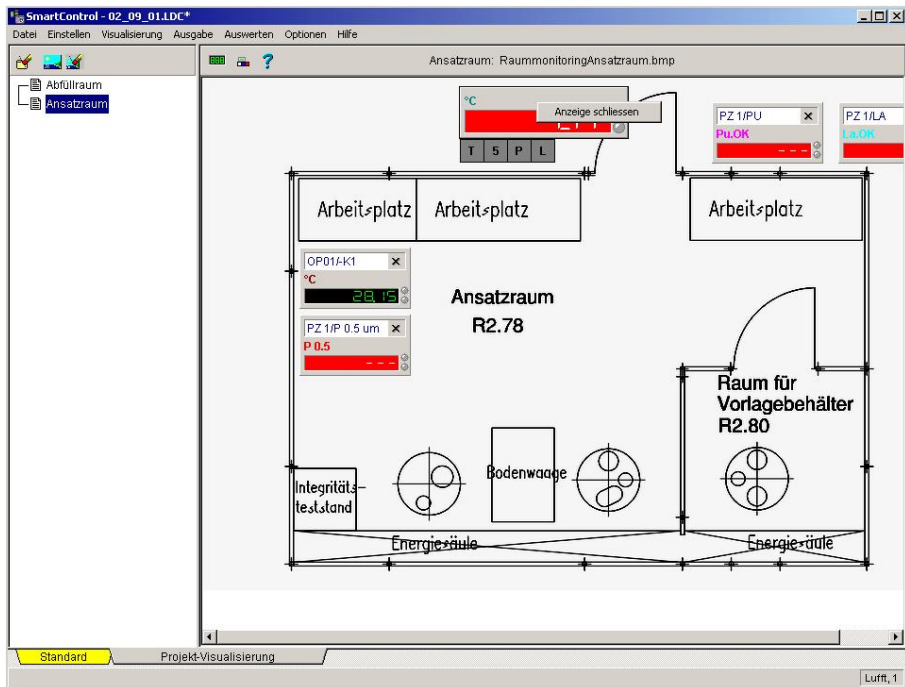 SmartControl - 02_09_01.LDC*
Datei Einstellen Visualisierung Ausgabe Auswerten Optionen Hilfe
Ansatzraum: RaummonitoringAnsatzraum.bmp
Abfüllraum
Ansatzraum
°C
Anzeige schliessen
T S P L
PZ 1/PU
Pu.OK
---
PZ 1/LA
La.OK
Arbeitsplatz
Arbeitsplatz
Arbeitsplatz
OP01/-K1
°C
28,15
PZ 1/P 0.5 um
P 0.5
---
Ansatzraum
R2.78
Raum für
Vorlagebehälter
R2.80
Integritäts-
teststand
Bodenwaage
Energiesäule
Energiesäule
Standard
Projekt-Visualisierung
Lufft, 1